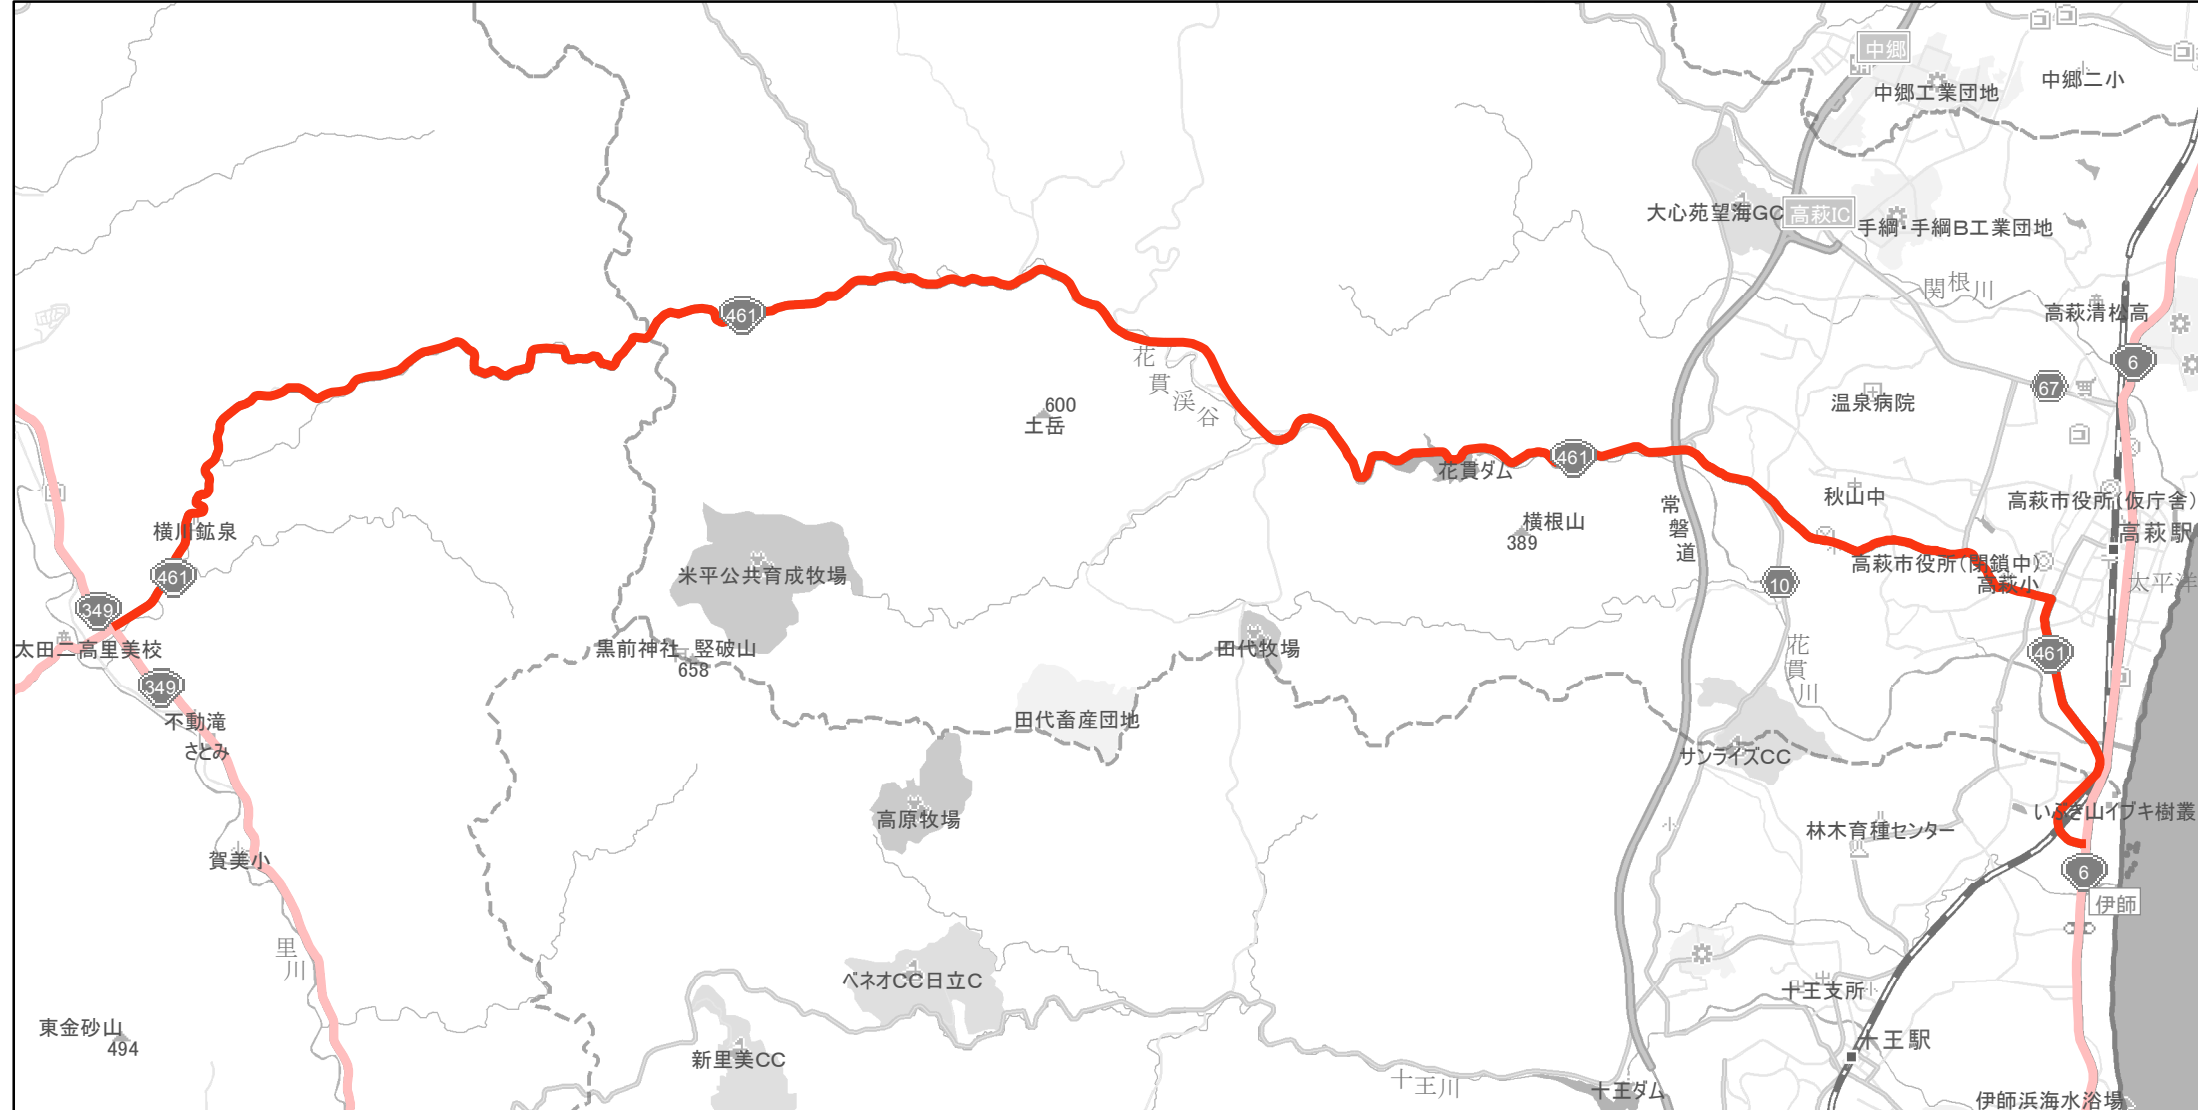 中郷
中郷工業団地
中郷二小
大心苑望海GC
高萩IC
手綱・手綱B工業団地
関根川
高萩清松高
461
6
67
花貫渓谷
600
土岳
温泉病院
461
花貫ダム
常磐道
秋山中
高萩市役所(仮庁舎)
横根山
389
高萩駅
横川鉱泉
461
米平公共育成牧場
高萩市役所(閉鎖中)
高萩小
10
太平洋
349
太田二高里美校
黒前神社
竪破山
658
田代牧場
花貫川
461
349
不動滝
さとみ
田代畜産団地
サンライズCC
高原牧場
いぶき山イブキ樹叢
林木育種センター
賀美小
6
伊師
里川
ベネオCC日立C
十王支所
東金砂山
494
新里美CC
十王駅
十王川
十王ダム
伊師浜海水浴場